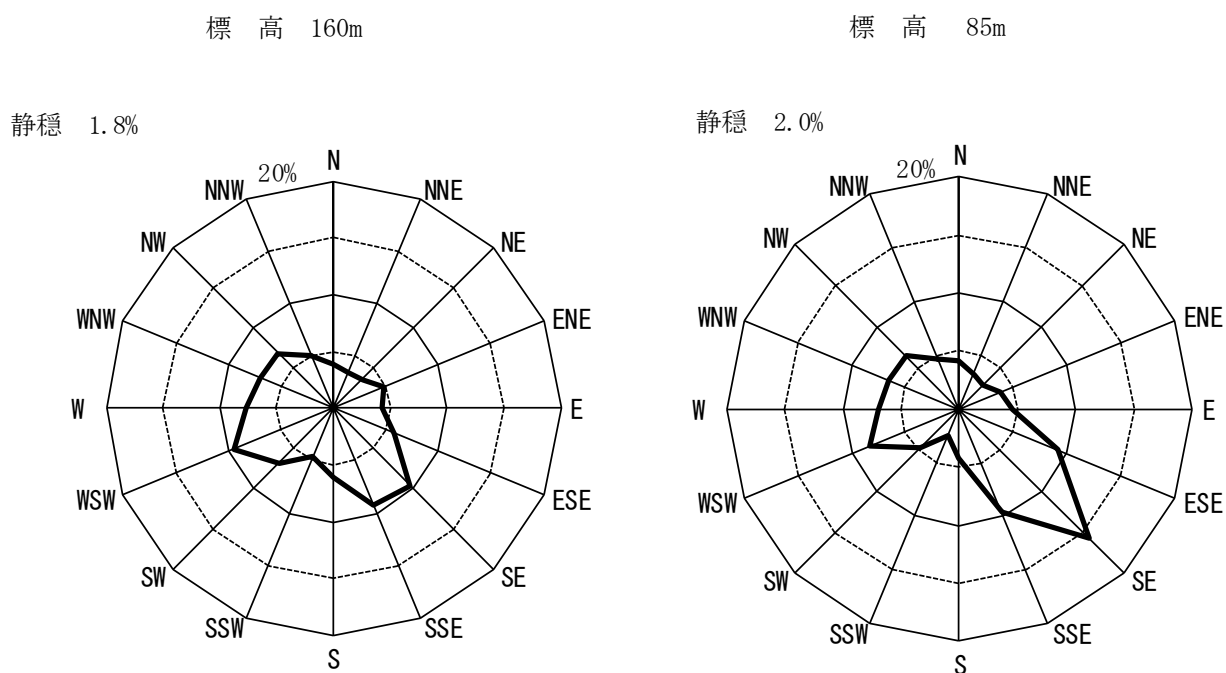 標 高 160m
静穏 1.8%
20%
N
NNE
NE
ENE
E
ESE
SE
SSE
S
SSW
SW
WSW
W
WNW
NW
NNW
標 高 85m
静穏 2.0%
20%
N
NNE
NE
ENE
E
ESE
SE
SSE
S
SSW
SW
WSW
W
WNW
NW
NNW